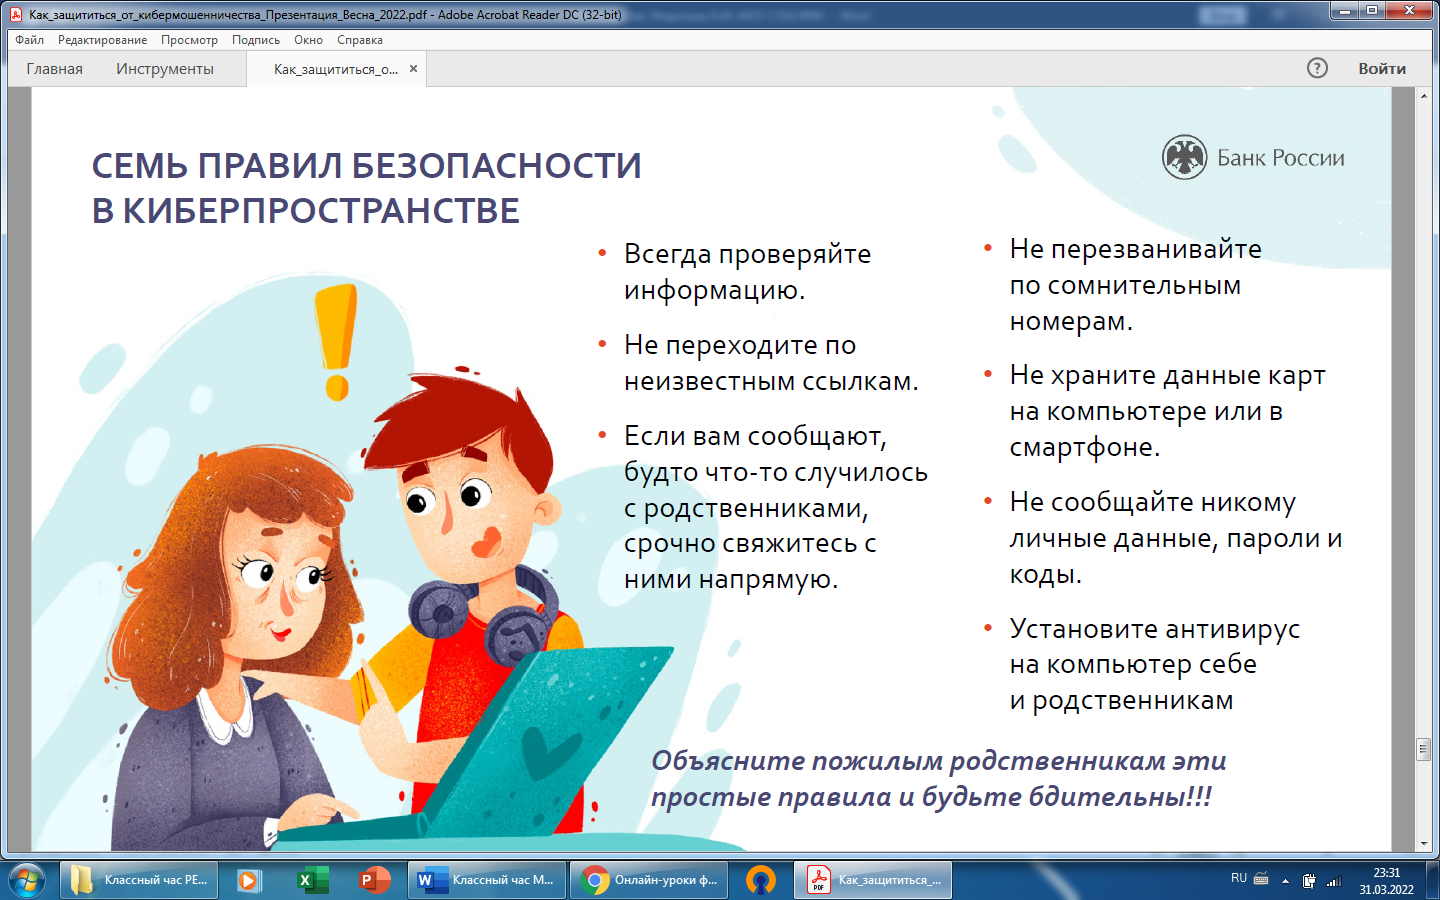 Как_защититься_от_кибермошенничества_Презентация_Весна_2022.pdf - Adobe Acrobat Reader DC (32-bit)
Файл Редактирование Просмотр Подпись Окно Справка
Главная Инструменты Как_защититься_о... × ? Войти
СЕМЬ ПРАВИЛ БЕЗОПАСНОСТИ
В КИБЕРПРОСТРАНСТВЕ
Банк России
• Всегда проверяйте
информацию.
• Не переходите по
неизвестным ссылкам.
• Если вам сообщают,
будто что-то случилось
с родственниками,
срочно свяжитесь с
ними напрямую.
• Не перезванивайте
по сомнительным
номерам.
• Не храните данные карт
на компьютере или в
смартфоне.
• Не сообщайте никому
личные данные, пароли и
коды.
• Установите антивирус
на компьютер себе
и родственникам
Объясните пожилым родственникам эти
простые правила и будьте бдительны!!!
Классный час РЕ... Классный час М... Онлайн-уроки ф... PDF Как_защититься_... RU 23:31
31.03.2022